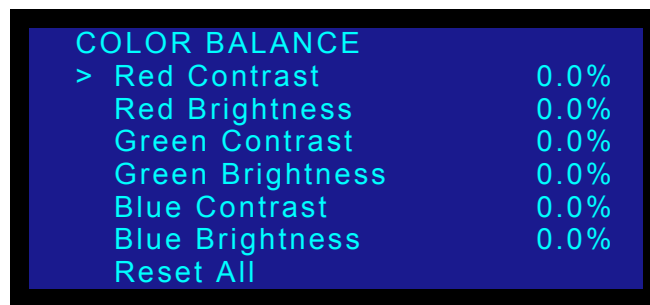 COLOR BALANCE
> Red Contrast 0.0%
Red Brightness 0.0%
Green Contrast 0.0%
Green Brightness 0.0%
Blue Contrast 0.0%
Blue Brightness 0.0%
Reset All